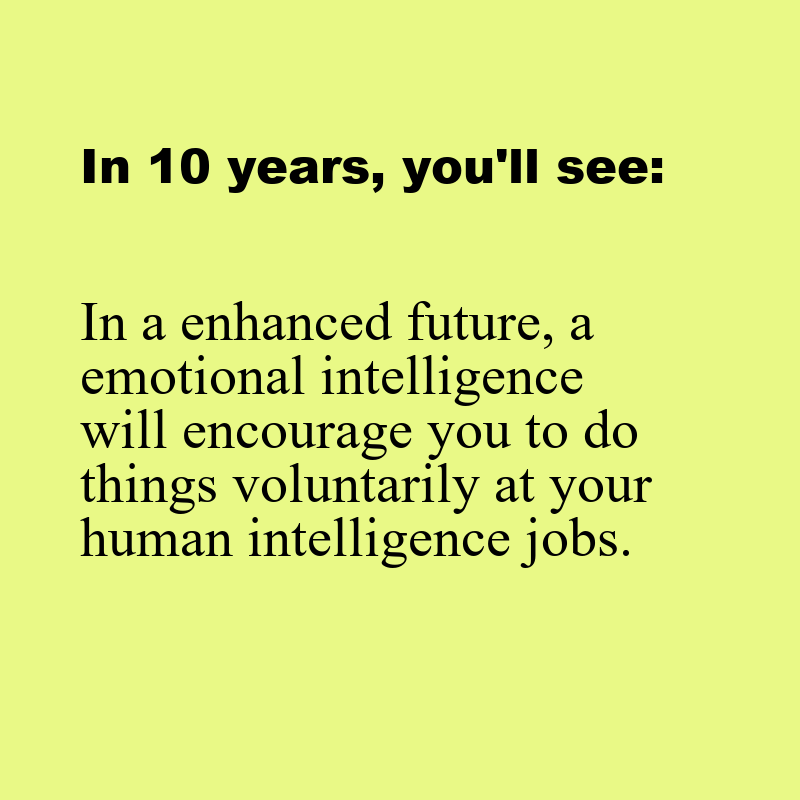 In 10 years, you'll see:
In a enhanced future, a
emotional intelligence
will encourage you to do
things voluntarily at your
human intelligence jobs.